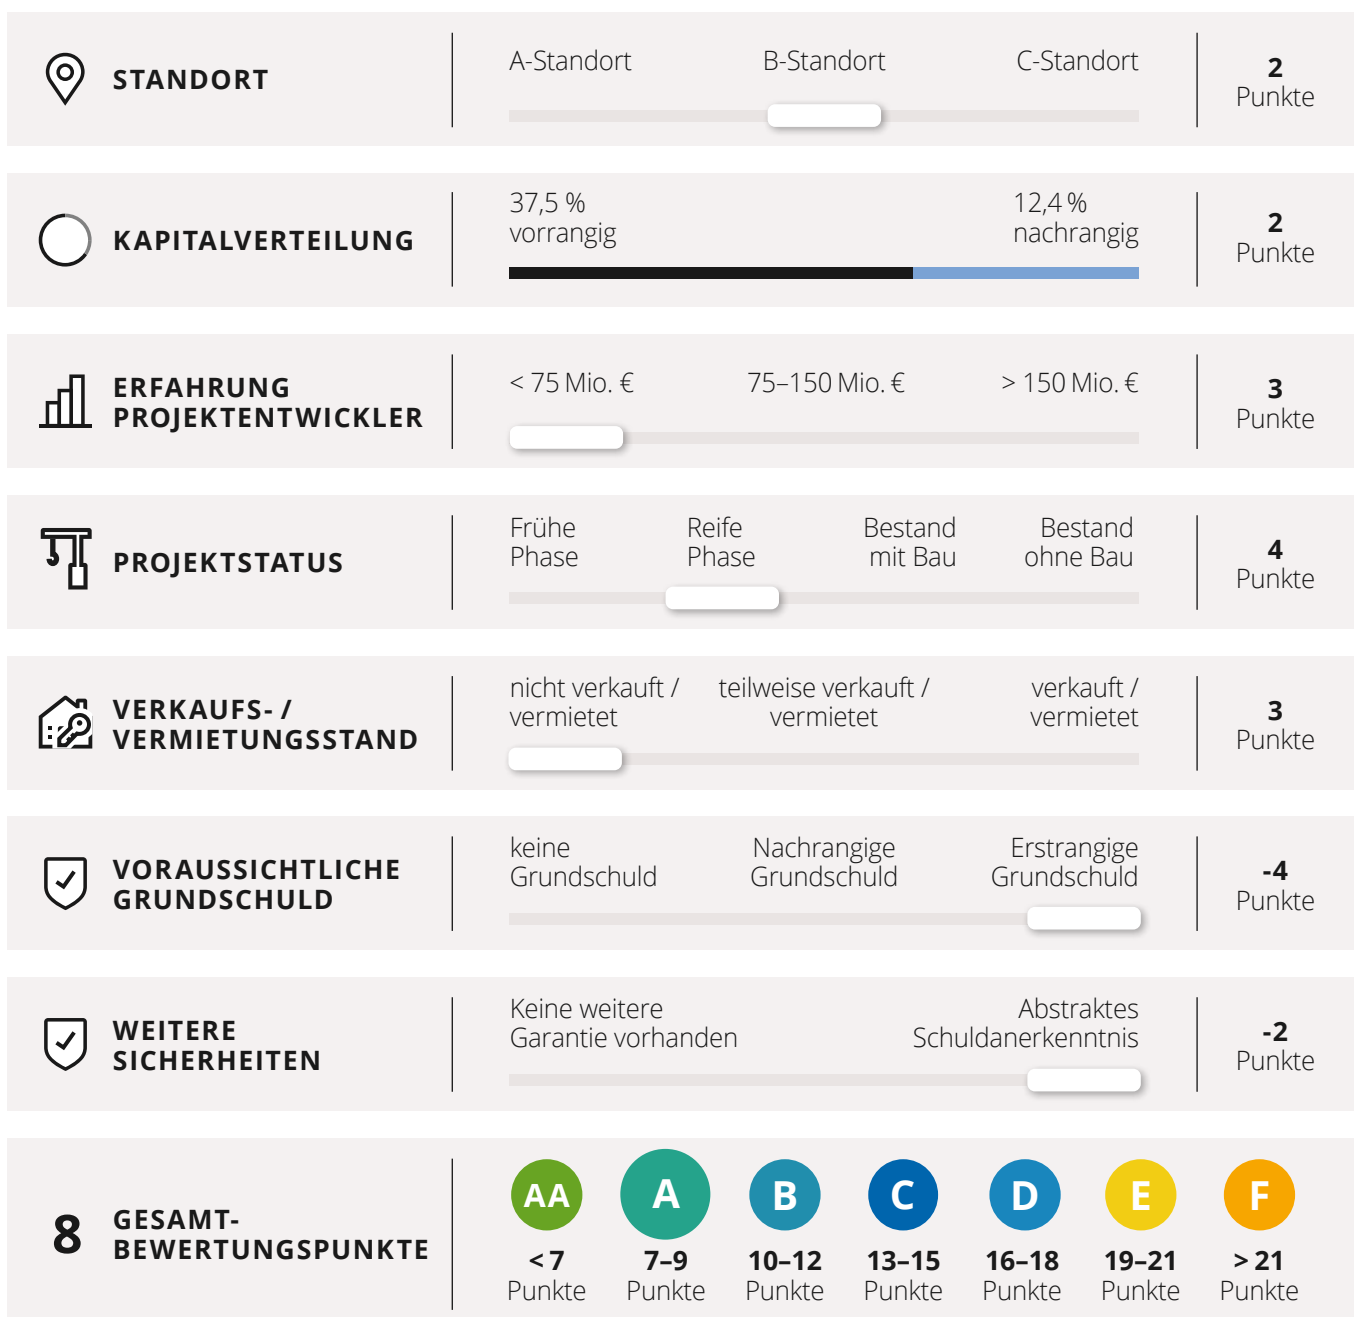 STANDORT
A-Standort B-Standort C-Standort
2
Punkte
KAPITALVERTEILUNG
37,5 %
vorrangig
12,4 %
nachrangig
2
Punkte
ERFAHRUNG
PROJEKTENTWICKLER
< 75 Mio. € 75–150 Mio. € > 150 Mio. €
3
Punkte
PROJEKTSTATUS
Frühe
Phase
Reife
Phase
Bestand
mit Bau
Bestand
ohne Bau
4
Punkte
VERKAUFS- /
VERMIETUNGSSTAND
nicht verkauft /
vermietet
teilweise verkauft /
vermietet
verkauft /
vermietet
3
Punkte
VORAUSSICHTLICHE
GRUNDSCHULD
keine
Grundschuld
Nachrangige
Grundschuld
Erstrangige
Grundschuld
-4
Punkte
WEITERE
SICHERHEITEN
Keine weitere
Garantie vorhanden
Abstraktes
Schuldanerkenntnis
-2
Punkte
8
GESAMT-
BEWERTUNGSPUNKTE
AA
< 7
Punkte
A
7–9
Punkte
B
10–12
Punkte
C
13–15
Punkte
D
16–18
Punkte
E
19–21
Punkte
F
> 21
Punkte